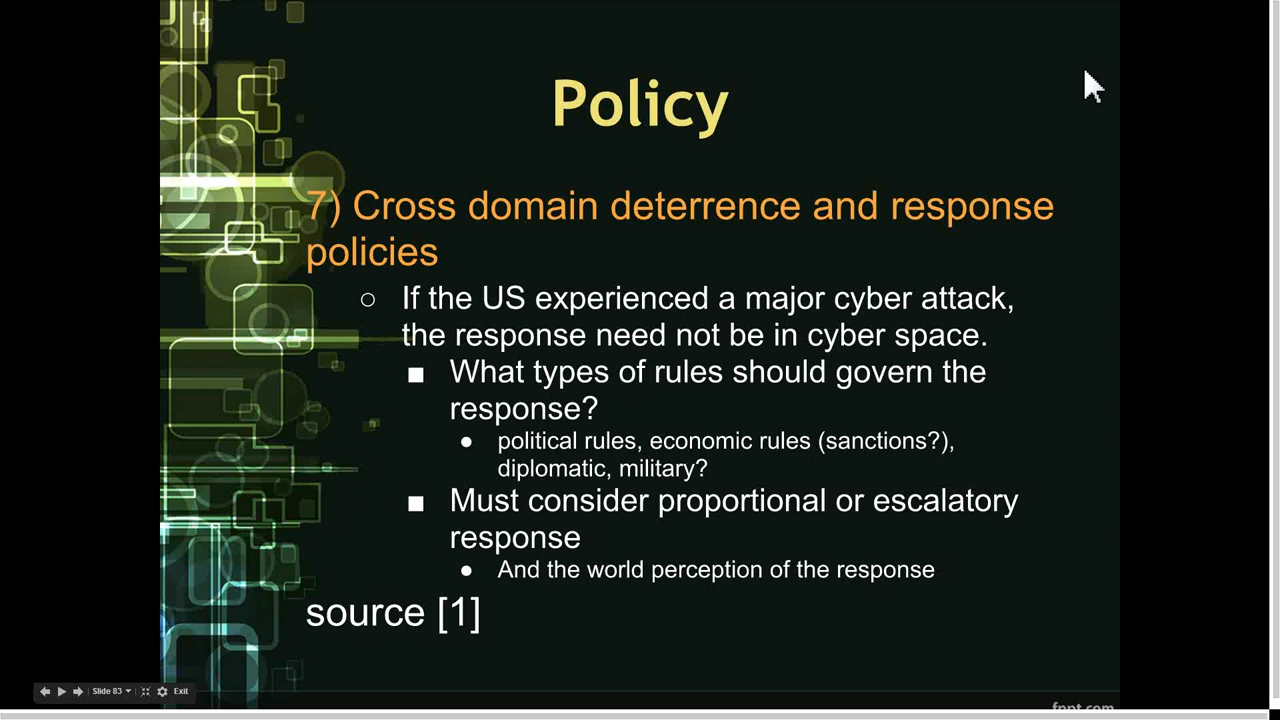 Policy
7) Cross domain deterrence and response
policies
○ If the US experienced a major cyber attack,
the response need not be in cyber space.
■ What types of rules should govern the
response?
● political rules, economic rules (sanctions?),
diplomatic, military?
■ Must consider proportional or escalatory
response
● And the world perception of the response
source [1]
Slide 83
Exit
fppt.com